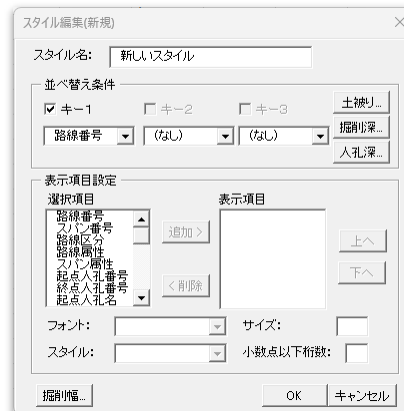 スタイル編集(新規)
スタイル名: 新しいスタイル
並べ替え条件
キー1 キー2 キー3 土被り...
路線番号 (なし) (なし) 掘削深...
人孔深...
表示項目設定
選択項目 表示項目
路線番号
スパン番号
路線区分
路線属性
スパン属性
起点人孔番号
終点人孔番号
起点人孔名
追加 >
< 削除
上へ
下へ
フォント: サイズ:
スタイル: 小数点以下桁数:
掘削幅... OK キャンセル